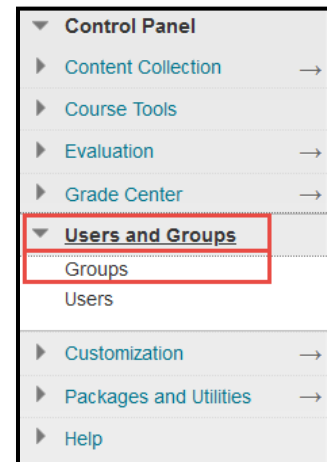 Control Panel
Content Collection →
Course Tools
Evaluation →
Grade Center →
Users and Groups
Groups
Users
Customization →
Packages and Utilities →
Help